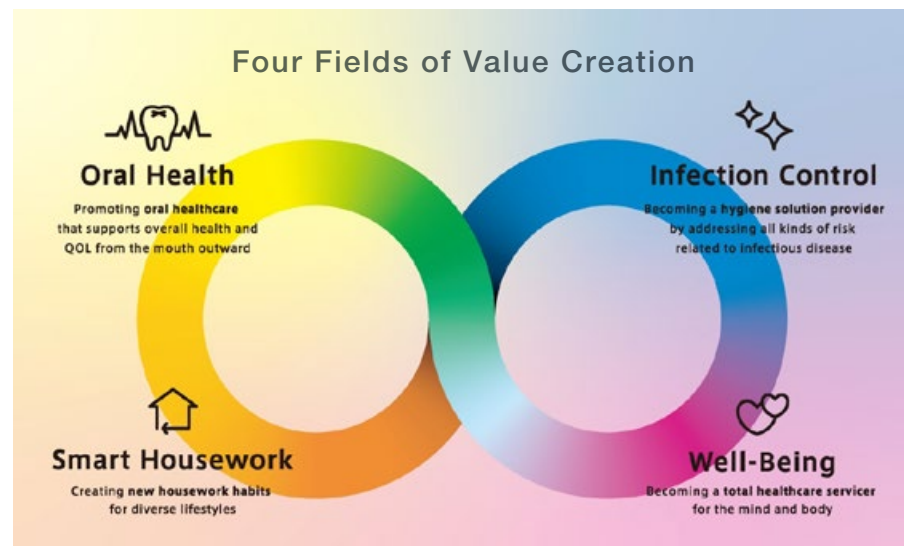 Four Fields of Value Creation
Oral Health
Promoting oral healthcare
that supports overall health and
QOL from the mouth outward
Infection Control
Becoming a hygiene solution provider
by addressing all kinds of risk
related to infectious disease
Smart Housework
Creating new housework habits
for diverse lifestyles
Well-Being
Becoming a total healthcare servicer
for the mind and body